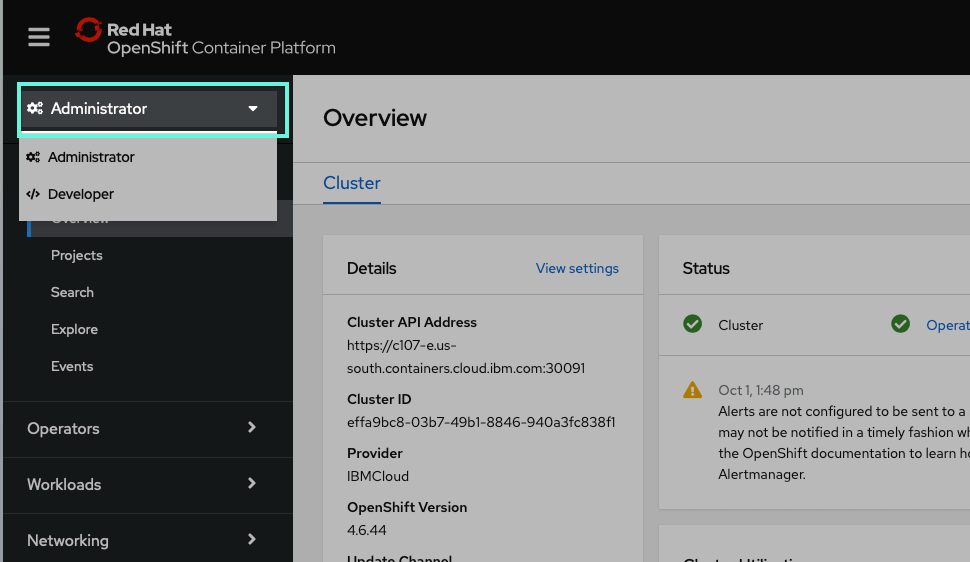 Red Hat
OpenShift Container Platform
Administrator
Administrator
Developer
Overview
Projects
Search
Explore
Events
Operators
Workloads
Networking
Overview
Cluster
Details
View settings
Cluster API Address
https://c107-e.us-
south.containers.cloud.ibm.com:30091
Cluster ID
effa9bc8-03b7-49b1-8846-940a3fc838f1
Provider
IBMCloud
OpenShift Version
4.6.44
Update Channel
Status
Cluster
Operat
Oct 1, 1:48 pm
Alerts are not configured to be sent to a
may not be notified in a timely fashion wh
the OpenShift documentation to learn ho
Alertmanager.
Cluster Utilization